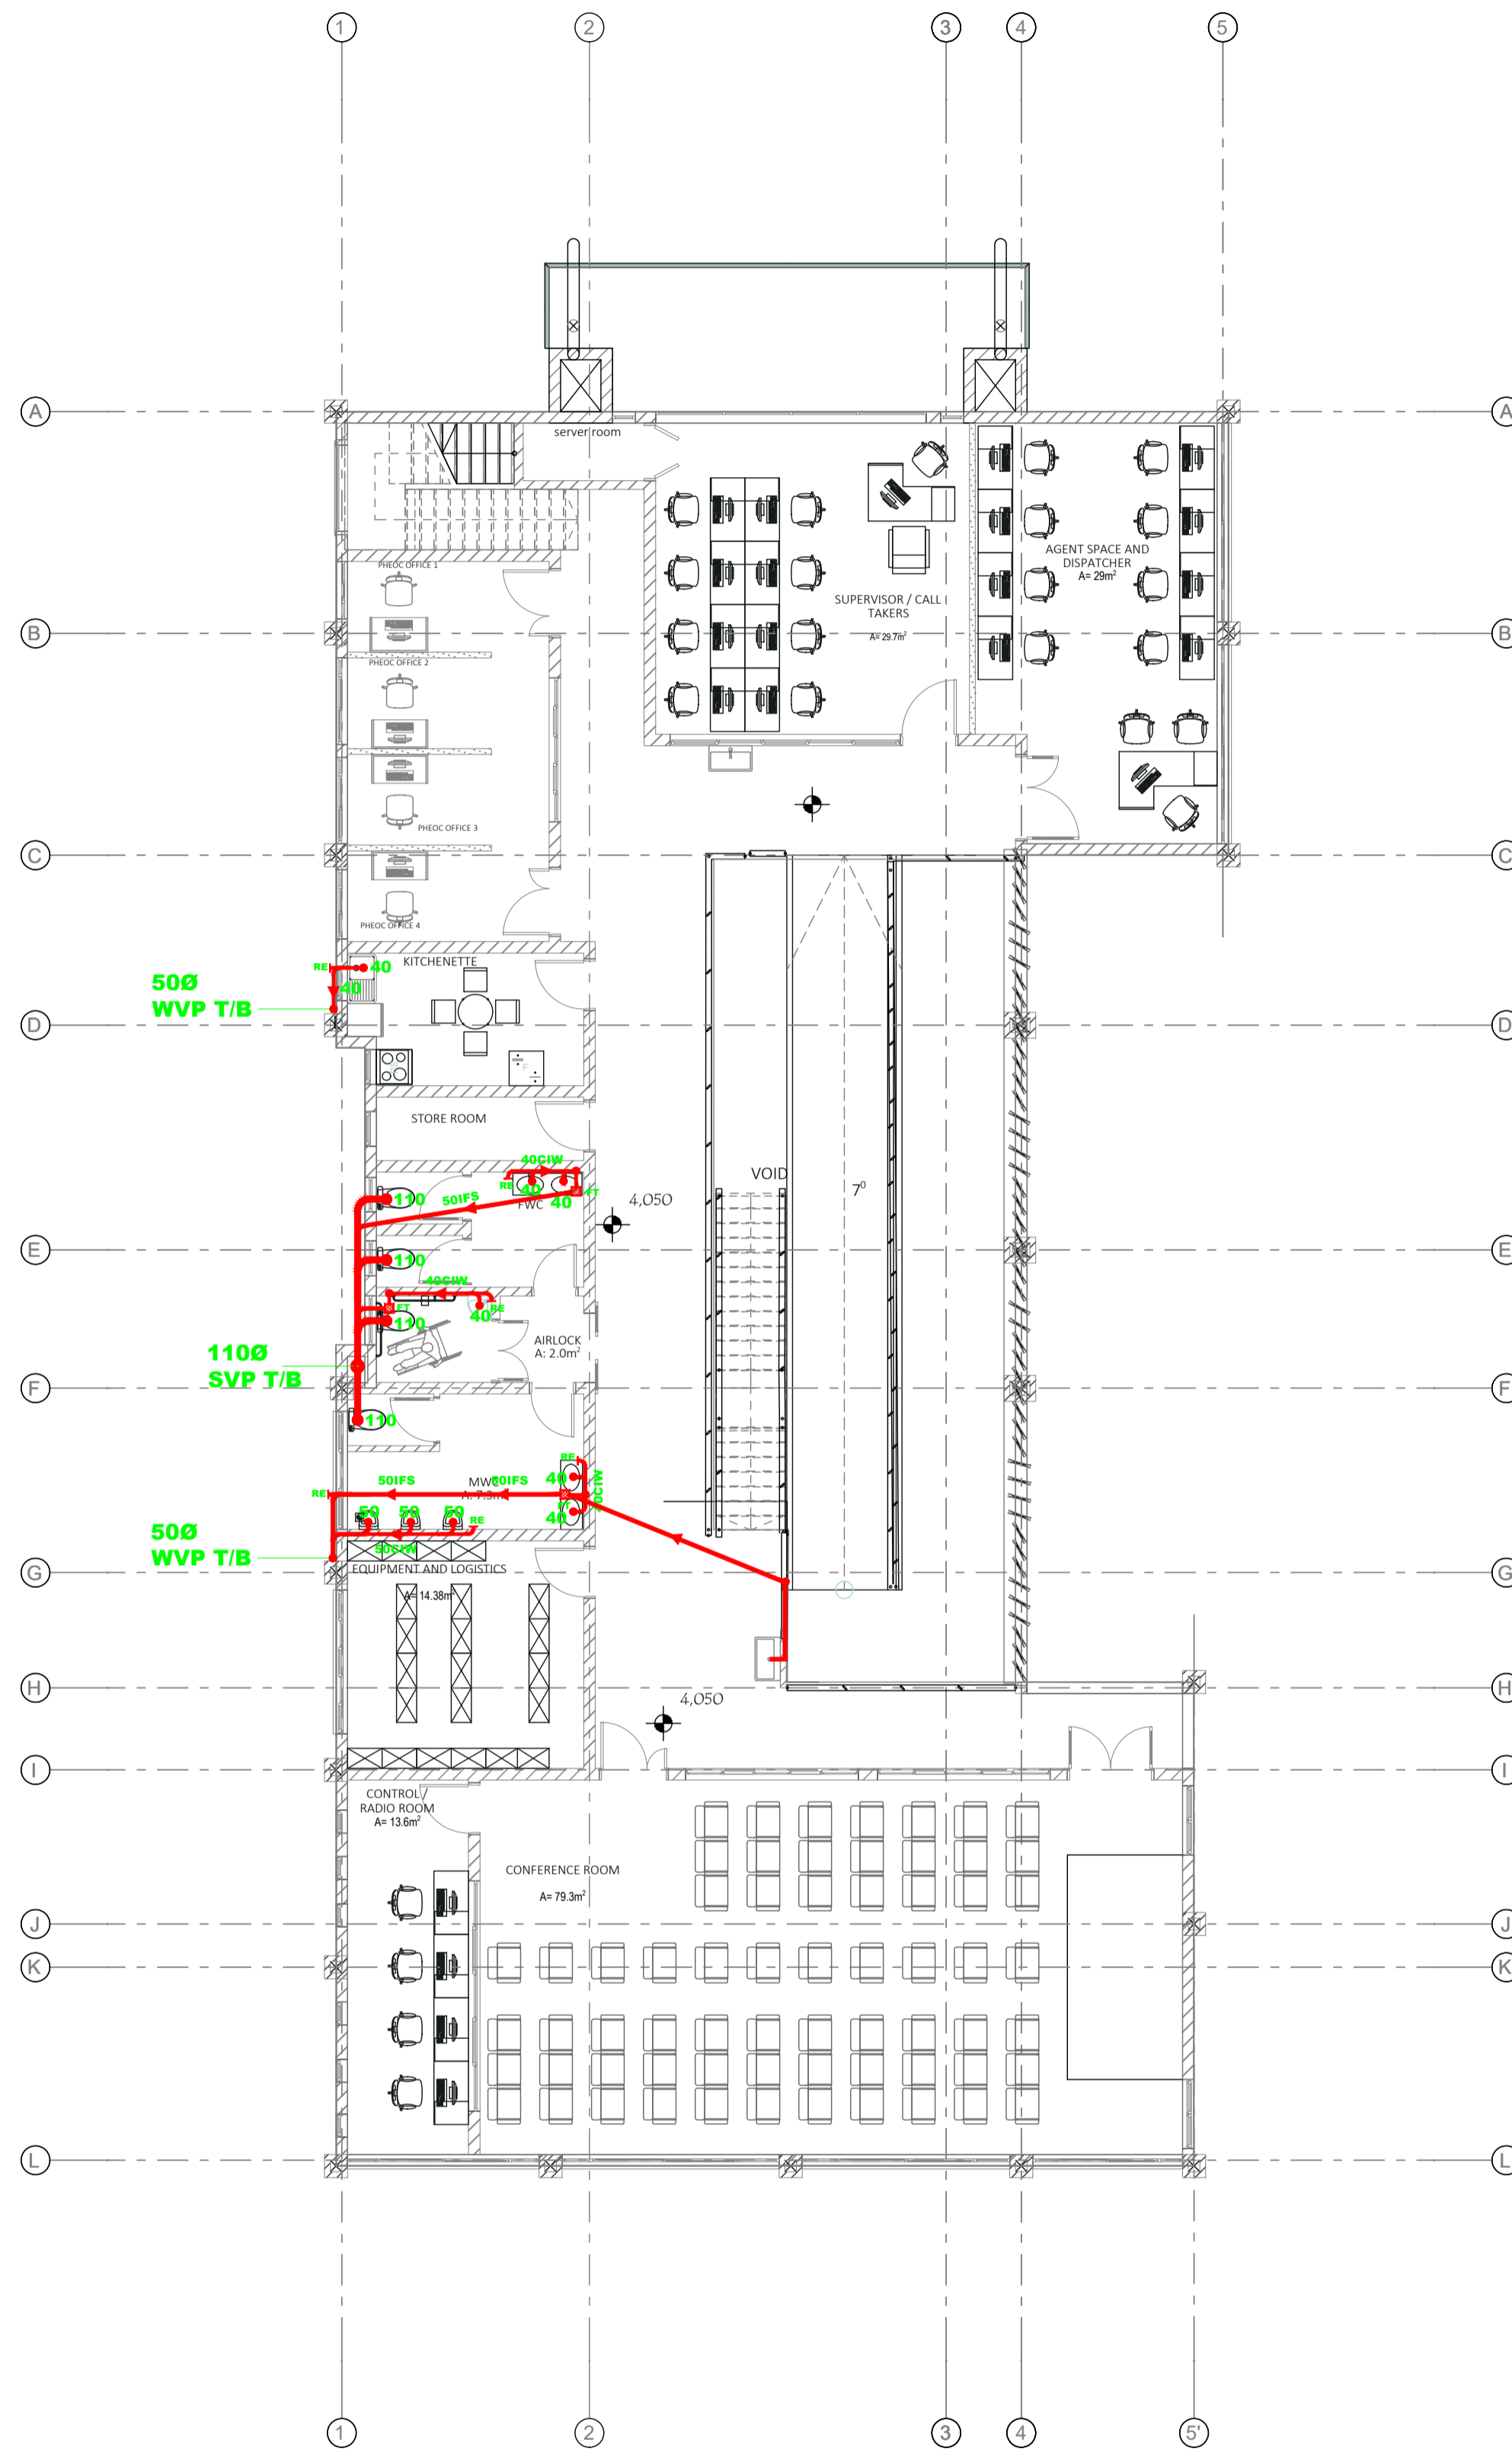 1 2 3 4 5
A A
server room
PHEOC OFFICE 1
AGENT SPACE AND
DISPATCHER
A= 29m²
SUPERVISOR / CALL
TAKERS
A= 29.7m²
B B
PHEOC OFFICE 2
PHEOC OFFICE 3
C C
PHEOC OFFICE 4
KITCHENETTE
RE 40
40
50Ø
WVP T/B
D D
F
STORE ROOM
40CIW
RE 40
40
FT
110
50IFS
FWC
VOID
7⁰
4,050
E E
110
40CIW
FT
40
RE
110
AIRLOCK
A: 2.0m²
110Ø
SVP T/B
F F
110
RE
40
50IFS
50IFS
MWC
RE
FT
40
50 50 50
RE
50Ø
WVP T/B
50CIW
G G
EQUIPMENT AND LOGISTICS
A= 14.38m²
H H
4,050
I I
CONTROL /
RADIO ROOM
A= 13.6m²
CONFERENCE ROOM
A= 79.3m²
J J
K K
L L
1 2 3 4 5'